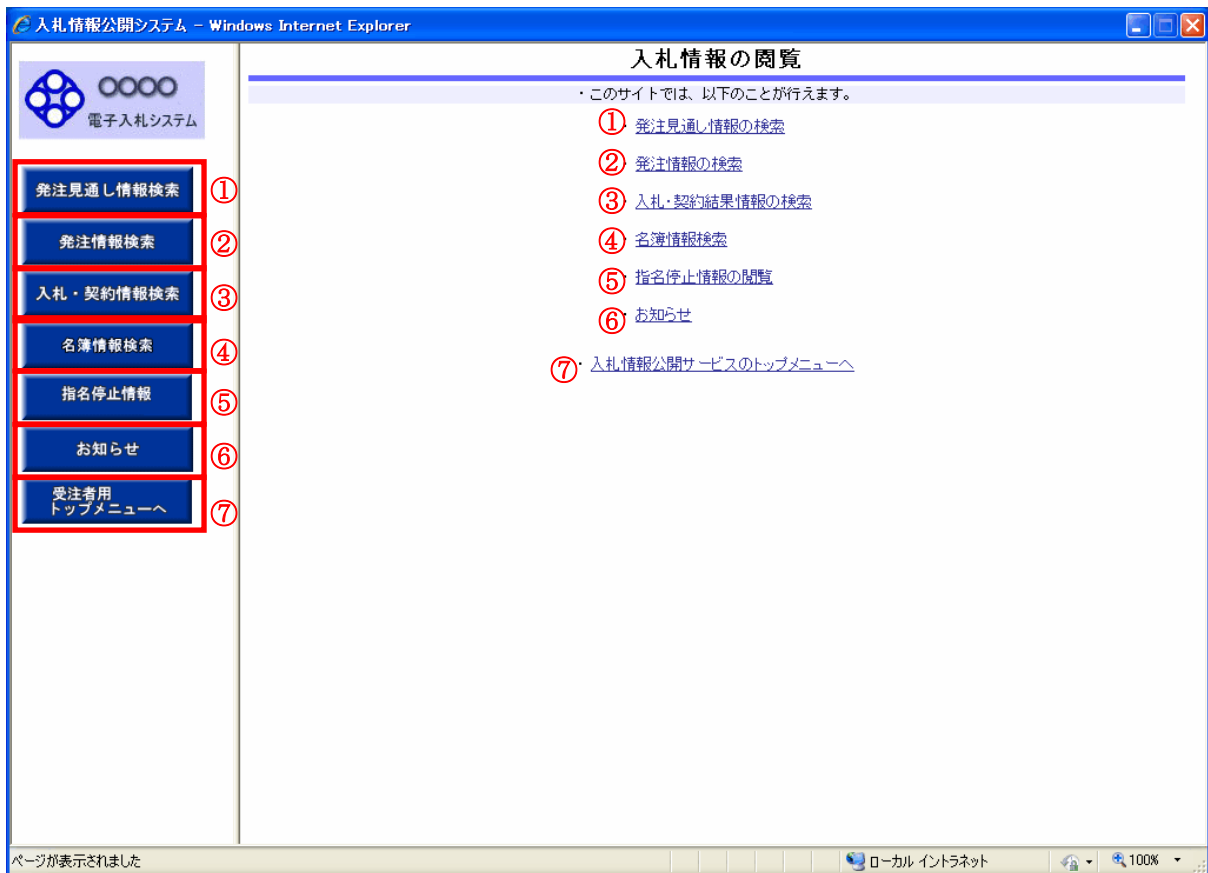 入札情報公開システム - Windows Internet Explorer
○○○○
電子入札システム
発注見通し情報検索 ①
発注情報検索 ②
入札・契約情報検索 ③
名簿情報検索 ④
指名停止情報 ⑤
お知らせ ⑥
受注者用
トップメニューへ ⑦
入札情報の閲覧
・このサイトでは、以下のことが行えます。
① ・ 発注見通し情報の検索
② ・ 発注情報の検索
③ ・ 入札・契約結果情報の検索
④ ・ 名簿情報検索
⑤ ・ 指名停止情報の閲覧
⑥ ・ お知らせ
⑦ ・ 入札情報公開サービスのトップメニューへ
ページが表示されました
ローカル イントラネット
100%